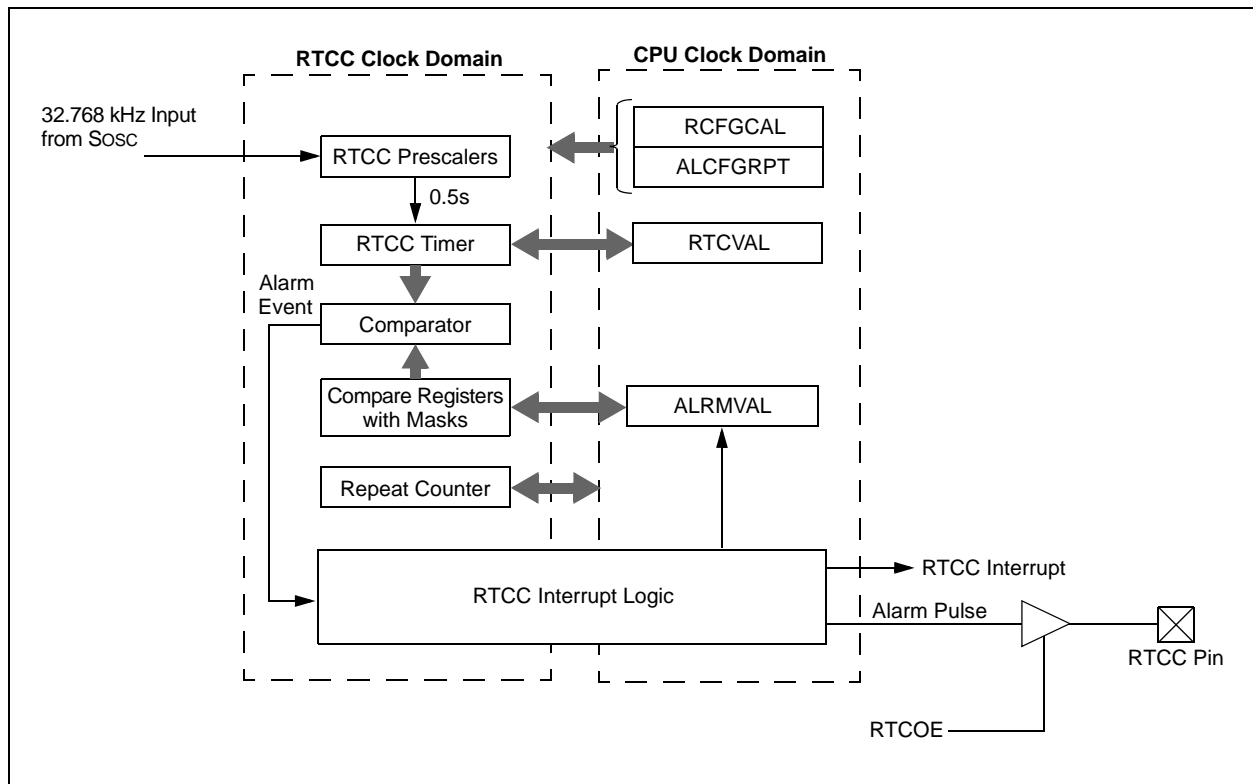 RTCC Clock Domain
CPU Clock Domain
32.768 kHz Input
from SOSC
RTCC Prescalers
RCFGCAL
ALCFGRPT
0.5s
RTCC Timer
RTCVAL
Alarm
Event
Comparator
Compare Registers
with Masks
ALRMVAL
Repeat Counter
RTCC Interrupt Logic
RTCC Interrupt
Alarm Pulse
RTCC Pin
RTCOE